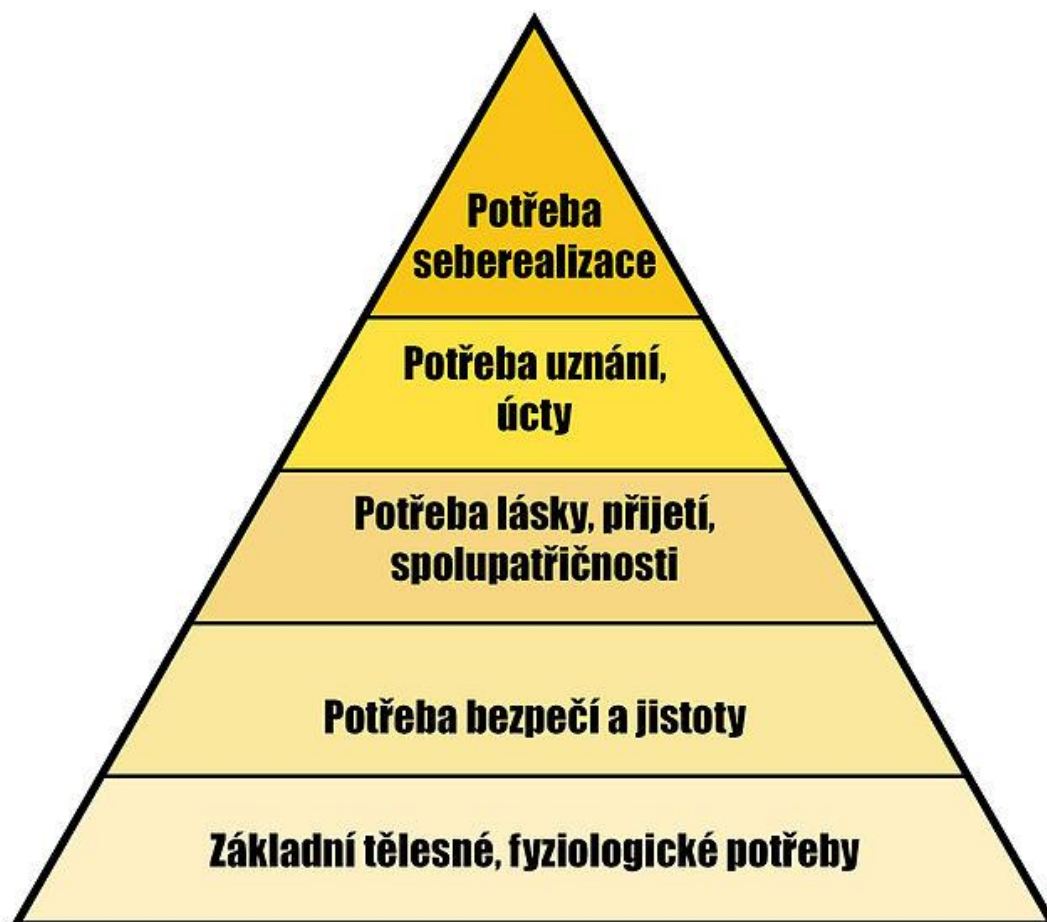 Potřeba
seberealizace
Potřeba uznání,
úcty
Potřeba lásky, přijetí,
spolupatřičnosti
Potřeba bezpečí a jistoty
Základní tělesné, fyziologické potřeby